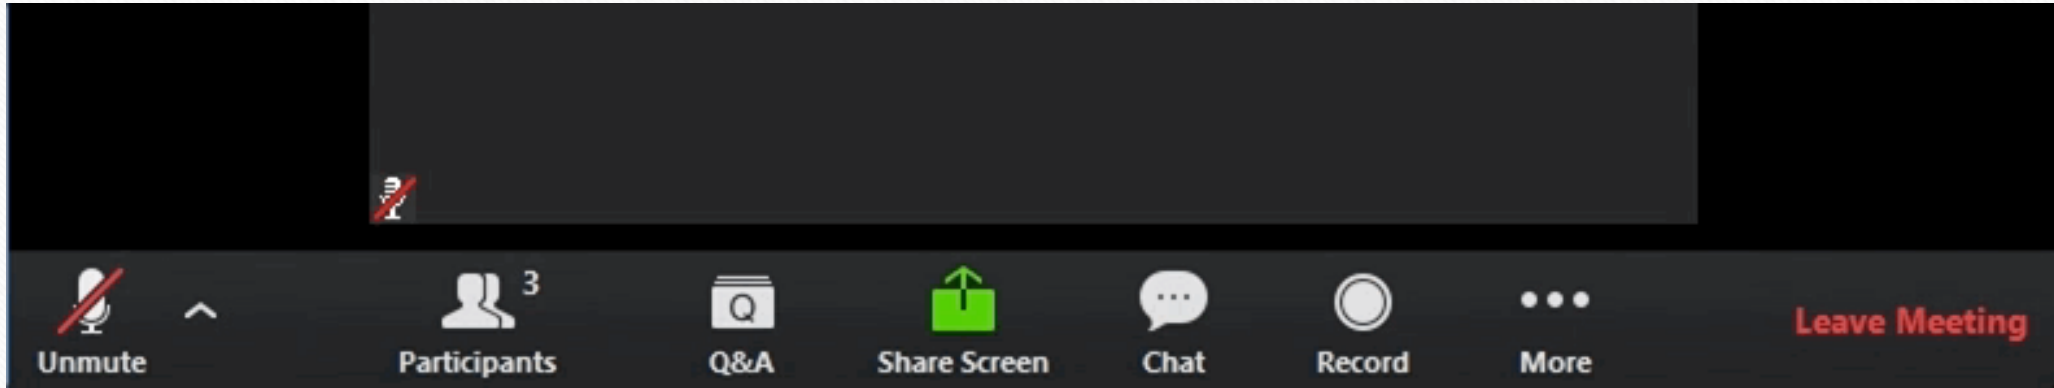 3
Q
Unmute
Participants
Q&A
Share Screen
Chat
Record
More
Leave Meeting